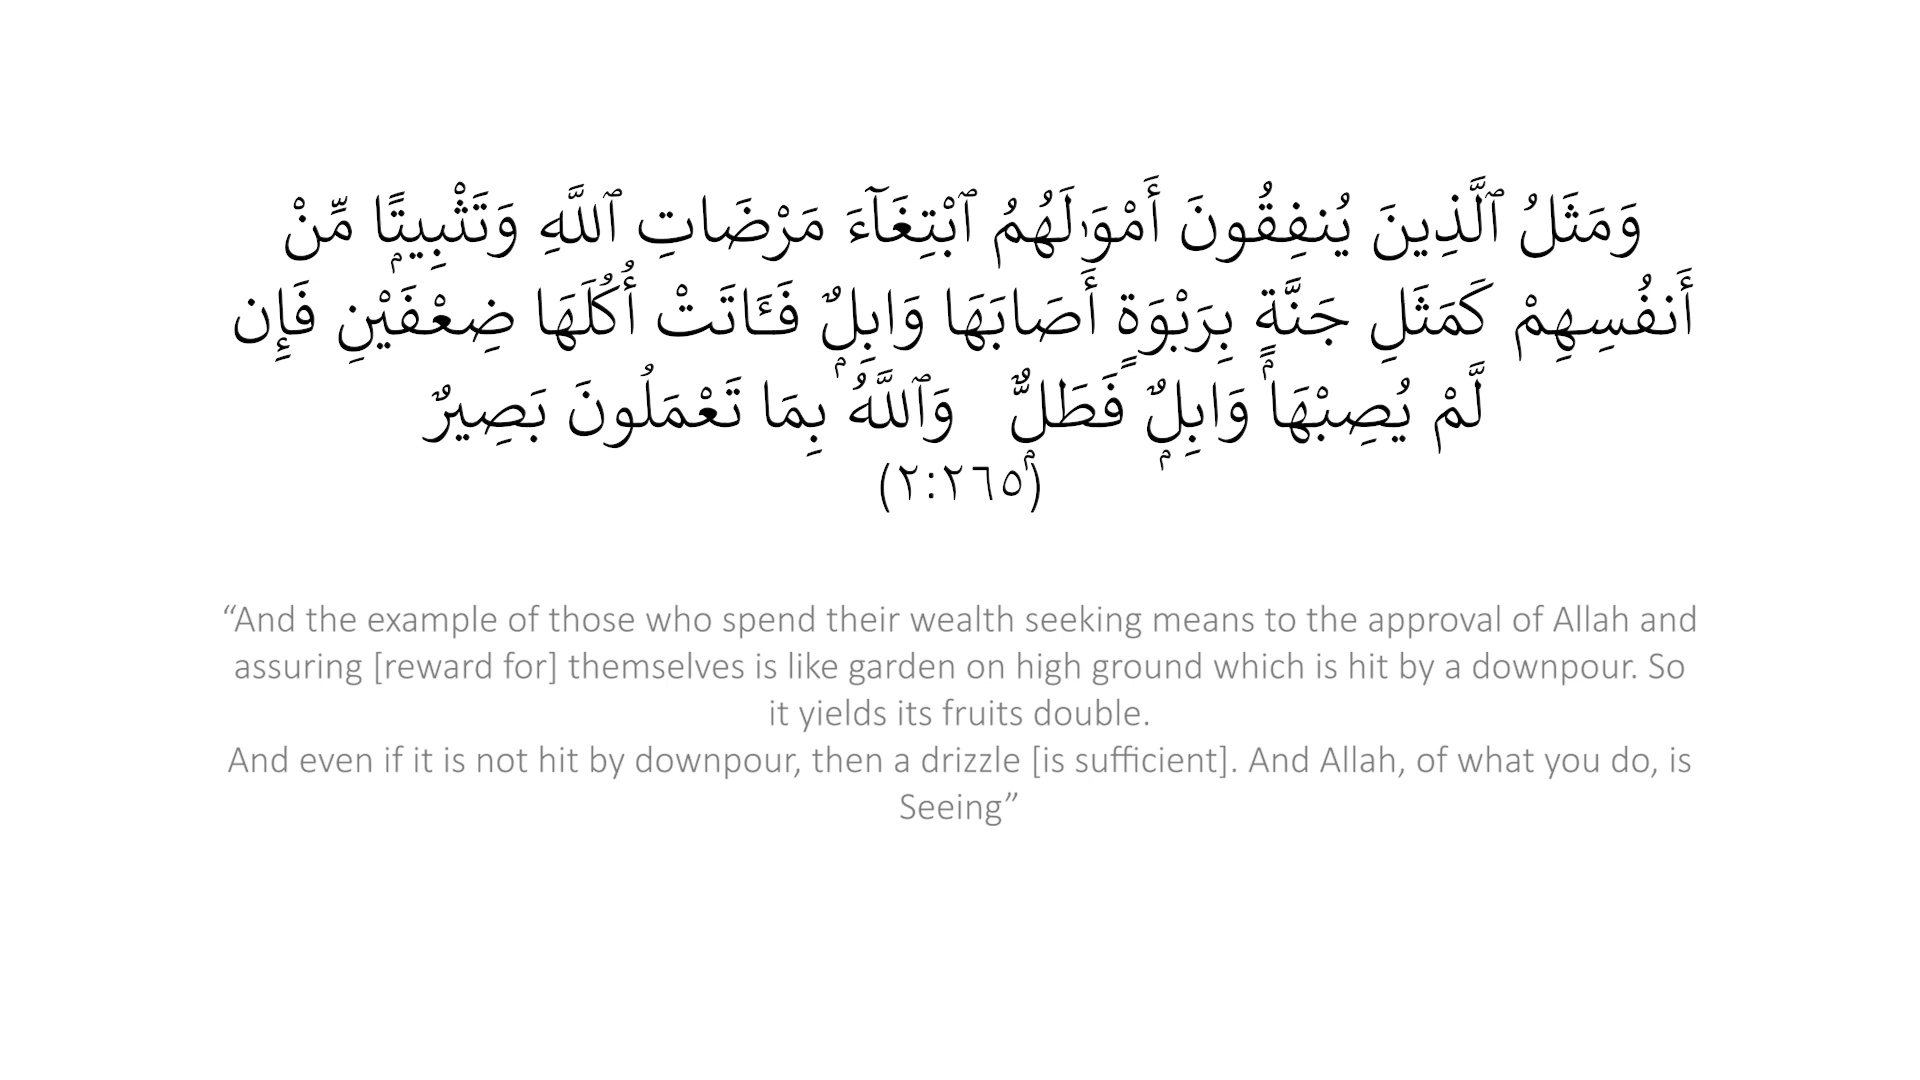 وَمَثَلُ ٱلَّذِينَ يُنفِقُونَ أَمْوَٰلَهُمُ ٱبْتِغَآءَ مَرْضَاتِ ٱللَّهِ وَتَثْبِيتًۭا مِّنْ
أَنفُسِهِمْ كَمَثَلِ جَنَّةٍۭ بِرَبْوَةٍ أَصَابَهَا وَابِلٌۭ فَـَٔاتَتْ أُكُلَهَا ضِعْفَيْنِ فَإِن
لَّمْ يُصِبْهَا وَابِلٌۭ فَطَلٌّۭ وَٱللَّهُ بِمَا تَعْمَلُونَ بَصِيرٌ
(٢:٢٦٥)
“And the example of those who spend their wealth seeking means to the approval of Allah and
assuring [reward for] themselves is like garden on high ground which is hit by a downpour. So
it yields its fruits double.
And even if it is not hit by downpour, then a drizzle [is sufficient]. And Allah, of what you do, is
Seeing”